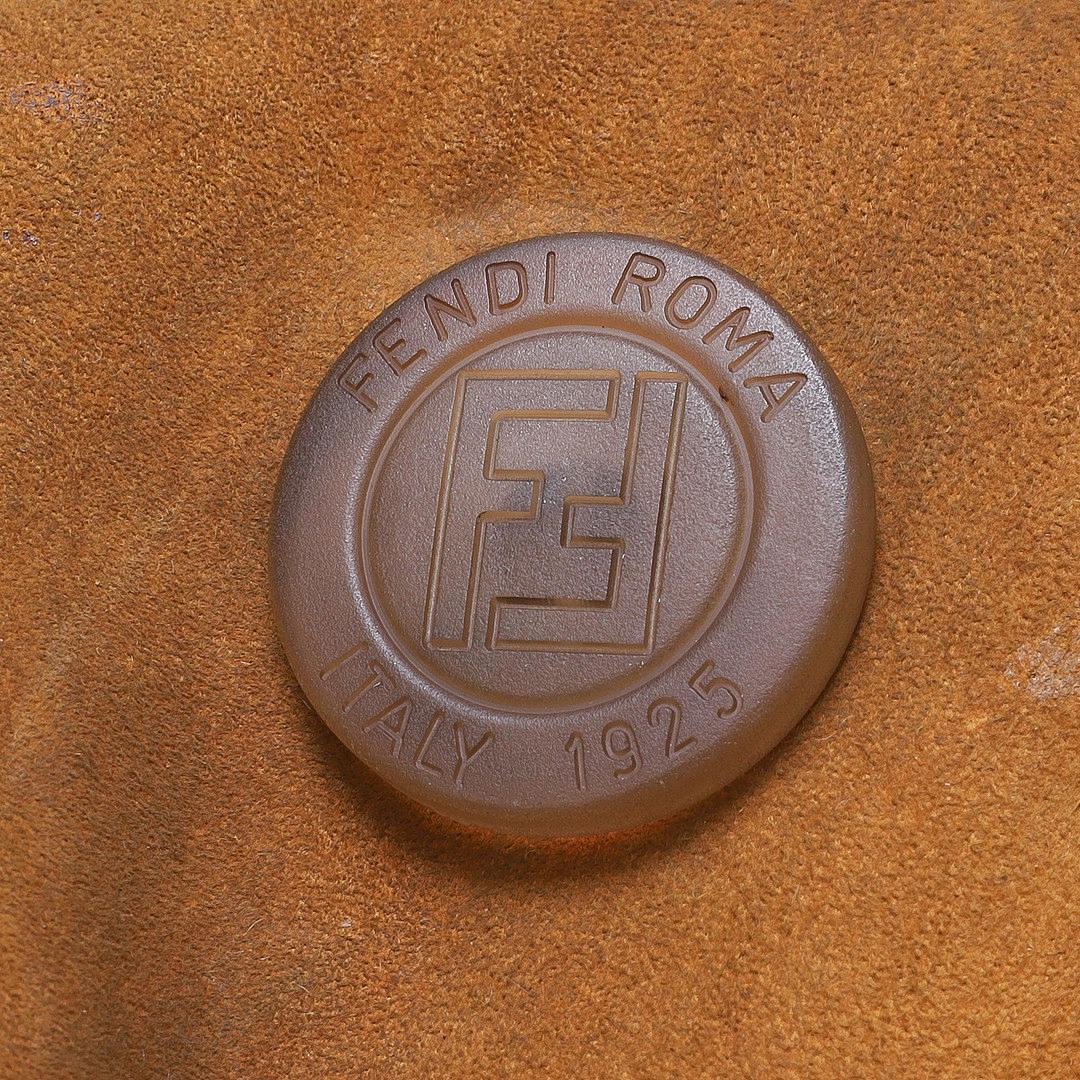 FENDI ROMA
FF
ITALY 1925